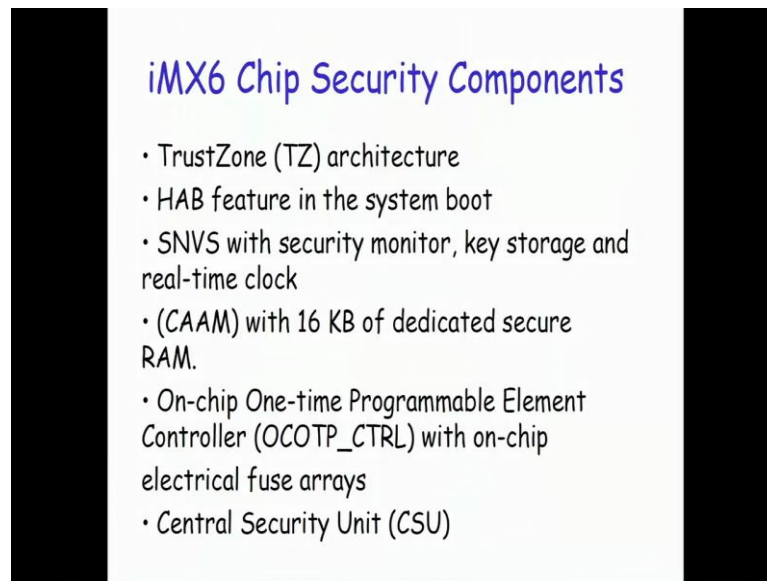 iMX6 Chip Security Components
• TrustZone (TZ) architecture
• HAB feature in the system boot
• SNVS with security monitor, key storage and
real-time clock
• (CAAM) with 16 KB of dedicated secure
RAM.
• On-chip One-time Programmable Element
Controller (OCOTP_CTRL) with on-chip
electrical fuse arrays
• Central Security Unit (CSU)